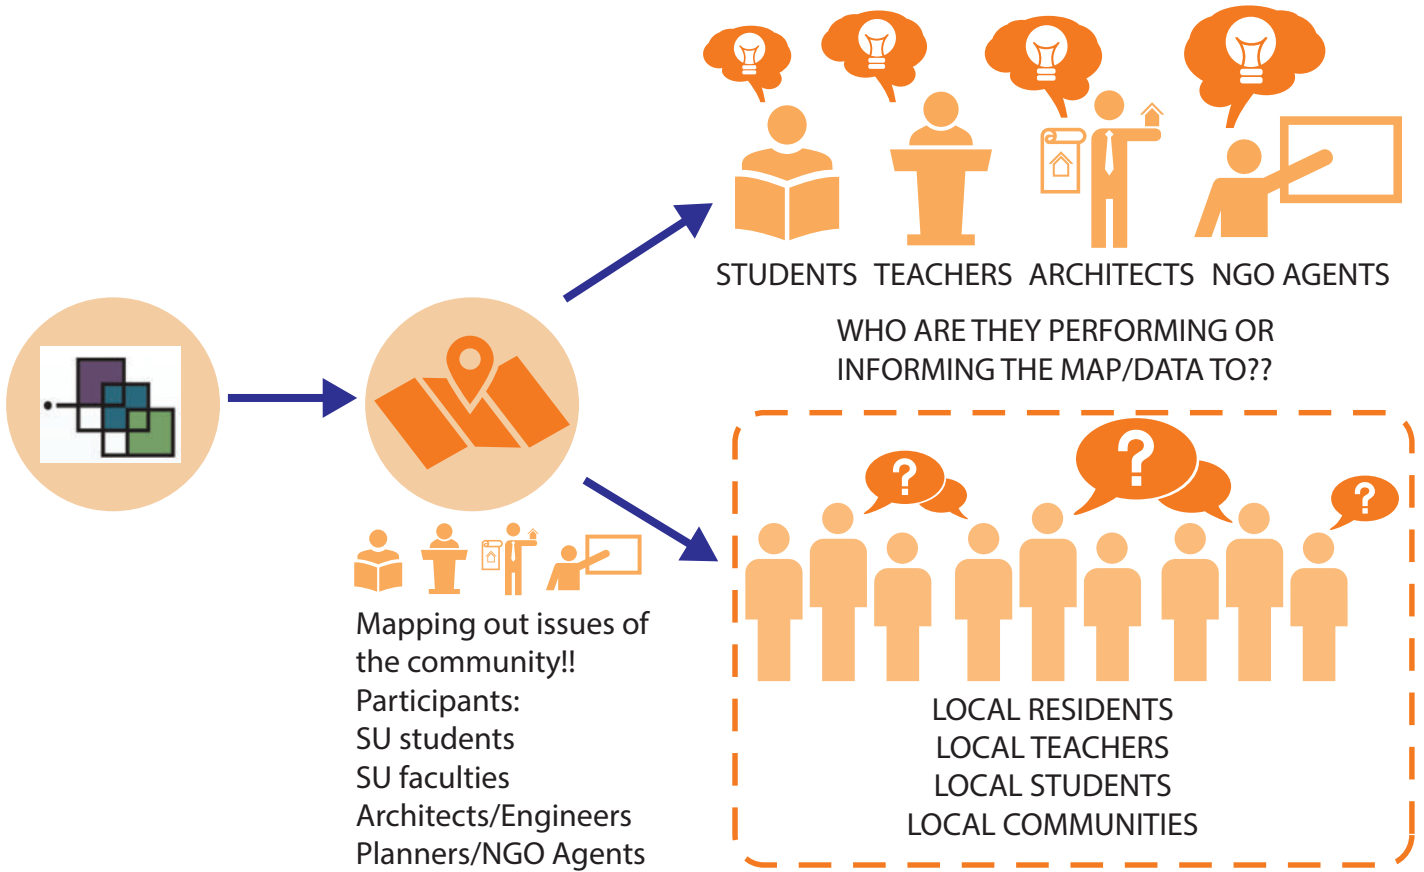 STUDENTS TEACHERS ARCHITECTS NGO AGENTS
WHO ARE THEY PERFORMING OR
INFORMING THE MAP/DATA TO??
?
?
?
Mapping out issues of
the community!!
Participants:
SU students
SU faculties
Architects/Engineers
Planners/NGO Agents
LOCAL RESIDENTS
LOCAL TEACHERS
LOCAL STUDENTS
LOCAL COMMUNITIES